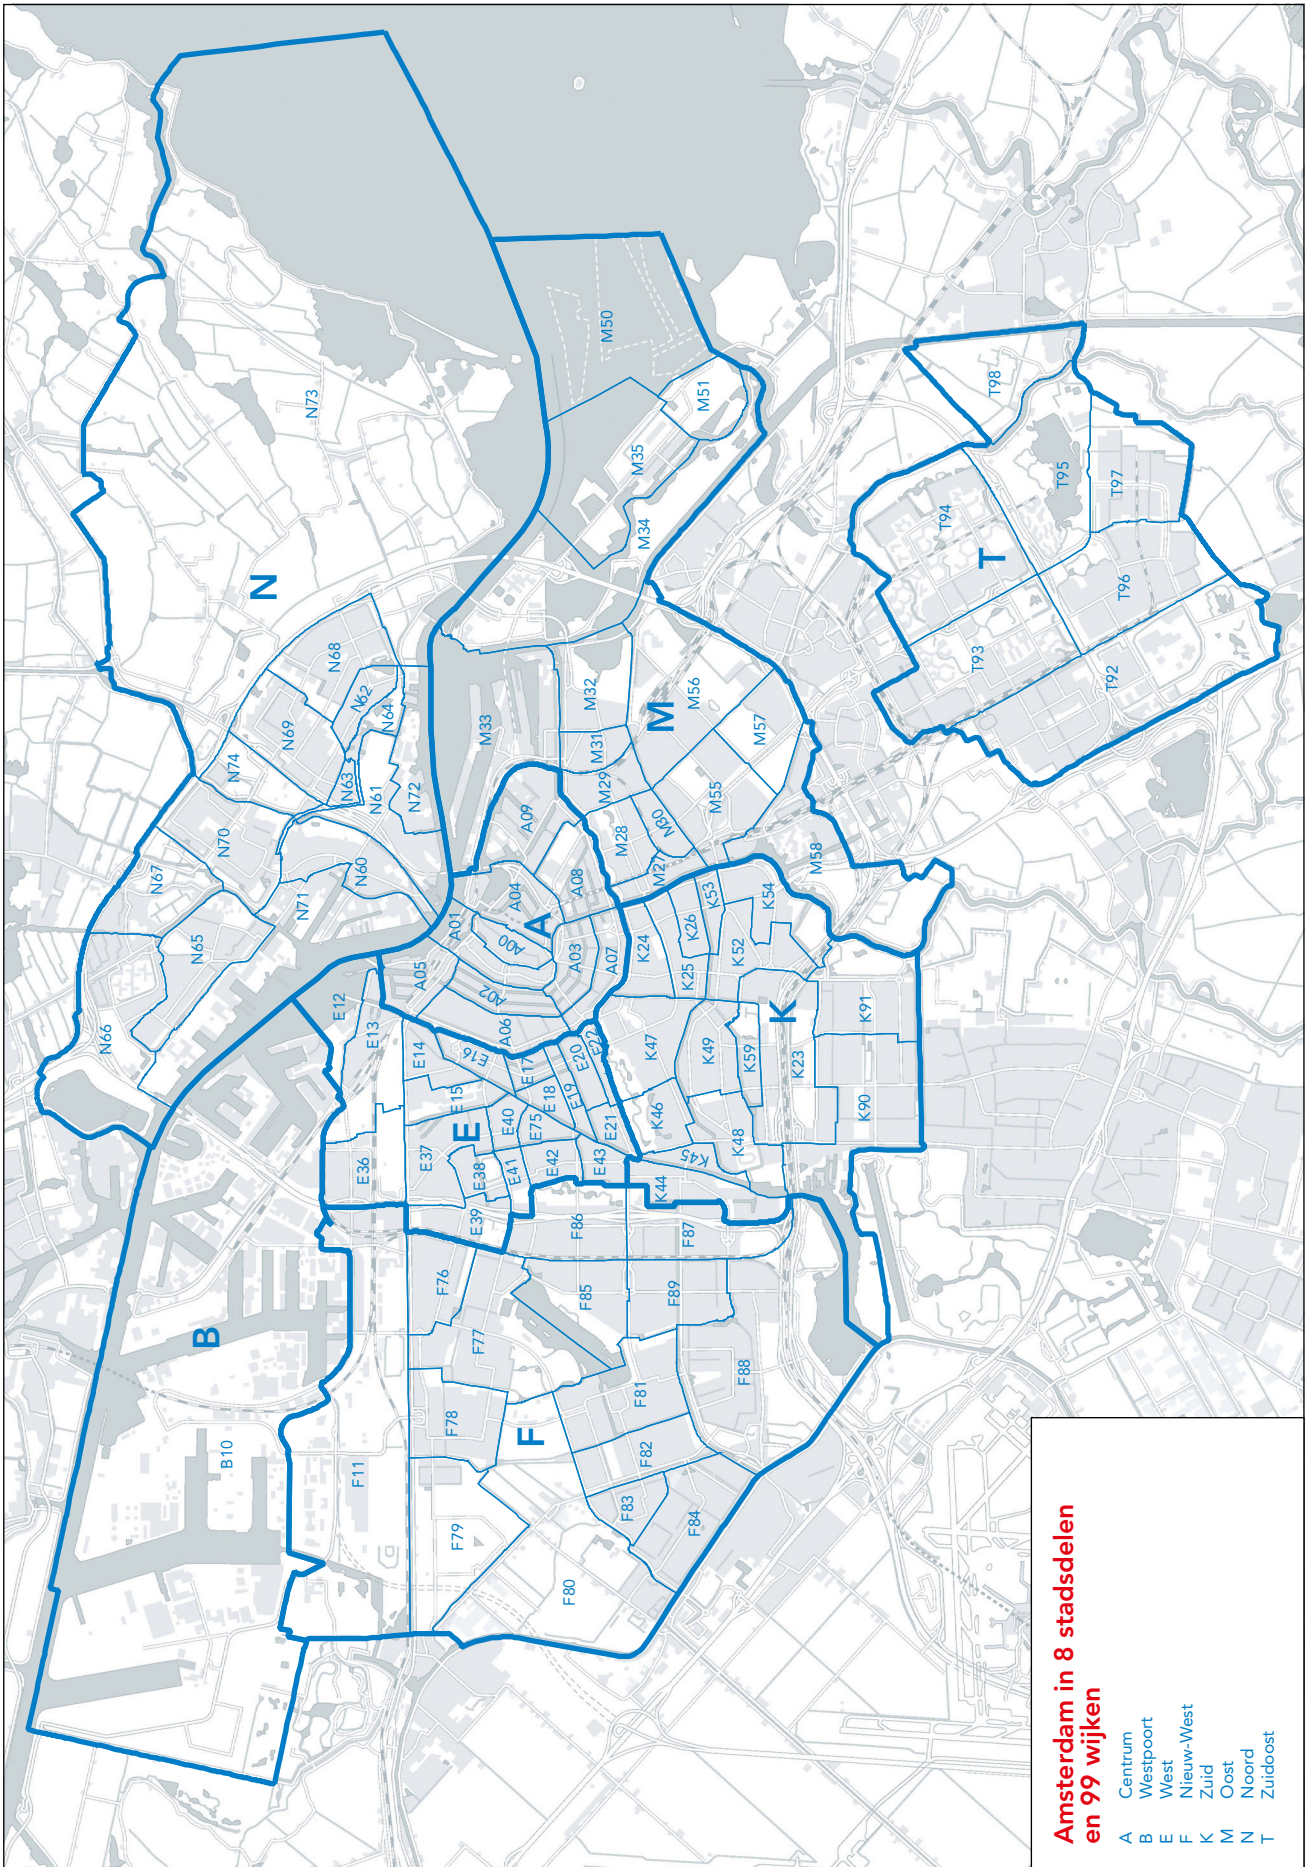 Amsterdam in 8 stadsdelen
en 99 wijken
A Centrum
B Westpoort
E West
F Nieuw-West
K Zuid
M Oost
N Noord
T Zuidoost
B
B10
F
F11
F76
F77
F78
F79
F80
F81
F82
F83
F84
F85
F86
F87
F88
F89
E
E12
E13
E14
E15
E16
E17
E18
E19
E20
E21
E22
E36
E37
E38
E39
E40
E41
E42
E43
E75
A
A00
A01
A02
A03
A04
A05
A06
A07
A08
A09
K
K23
K24
K25
K26
K44
K45
K46
K47
K48
K49
K52
K53
K54
K59
K90
K91
M
M27
M28
M29
N30
M31
M32
M33
M34
M35
M50
M51
M55
M56
M57
M58
N
N60
N61
N62
N63
N64
N65
N66
N67
N68
N69
N70
N71
N72
N73
N74
T
T92
T93
T94
T95
T96
T97
T98